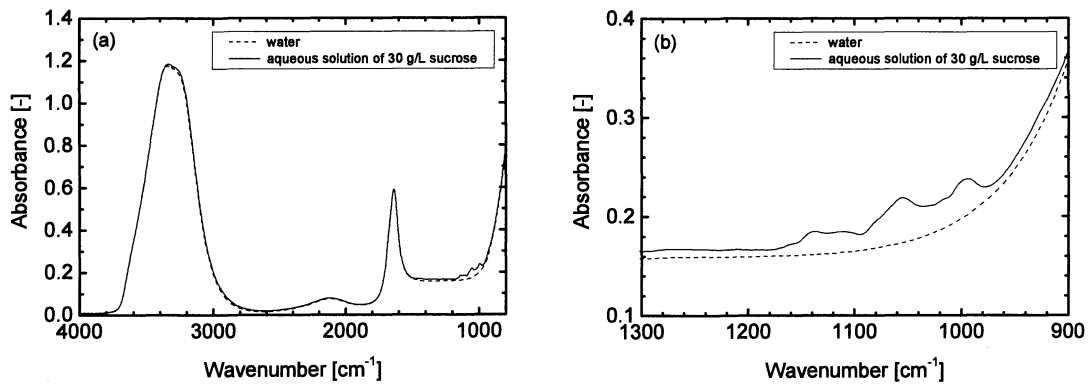 (a)
water
aqueous solution of 30 g/L sucrose
Absorbance [-]
1.4
1.2
1.0
0.8
0.6
0.4
0.2
0.0
4000 3000 2000 1000
Wavenumber [cm-1]
(b)
water
aqueous solution of 30 g/L sucrose
Absorbance [-]
0.4
0.3
0.2
0.1
1300 1200 1100 1000 900
Wavenumber [cm-1]